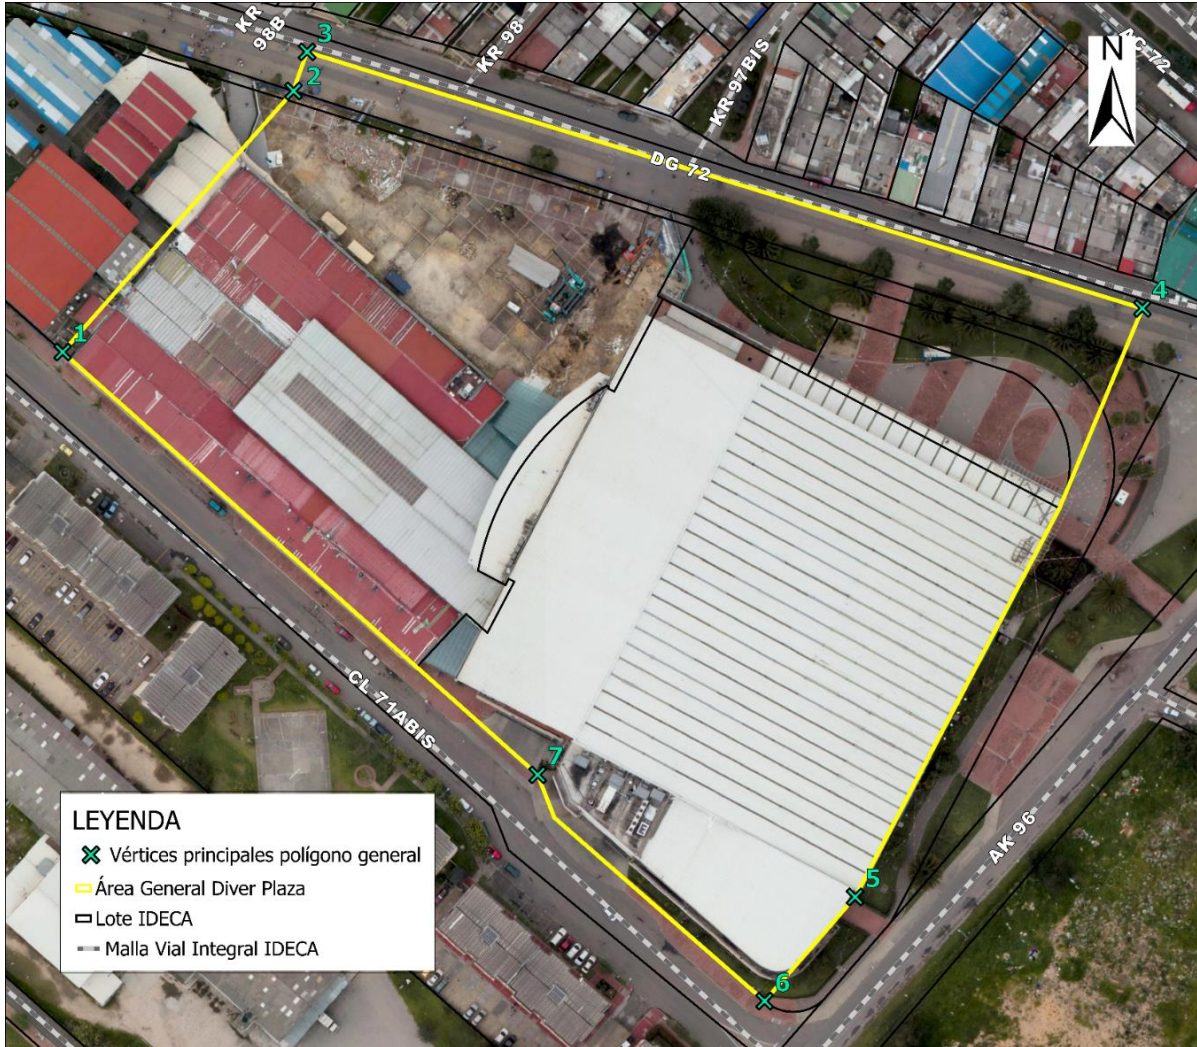 KR
98B
3
KR 98
2
KR 97BIS
AC 72
N
DG 72
4
1
CL 71ABIS
7
AK 96
5
6
LEYENDA
Vértices principales polígono general
Área General Diver Plaza
Lote IDECA
Malla Vial Integral IDECA